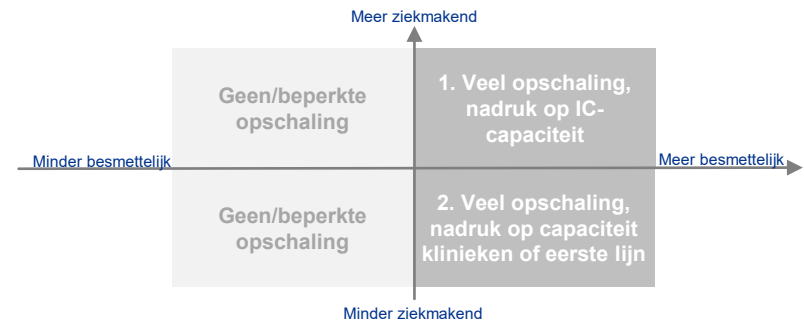 Meer ziekmakend
Geen/beperkte
opschaling
1. Veel opschaling,
nadruk op IC-
capaciteit
Minder besmettelijk
Meer besmettelijk
Geen/beperkte
opschaling
2. Veel opschaling,
nadruk op capaciteit
klinieken of eerste lijn
Minder ziekmakend